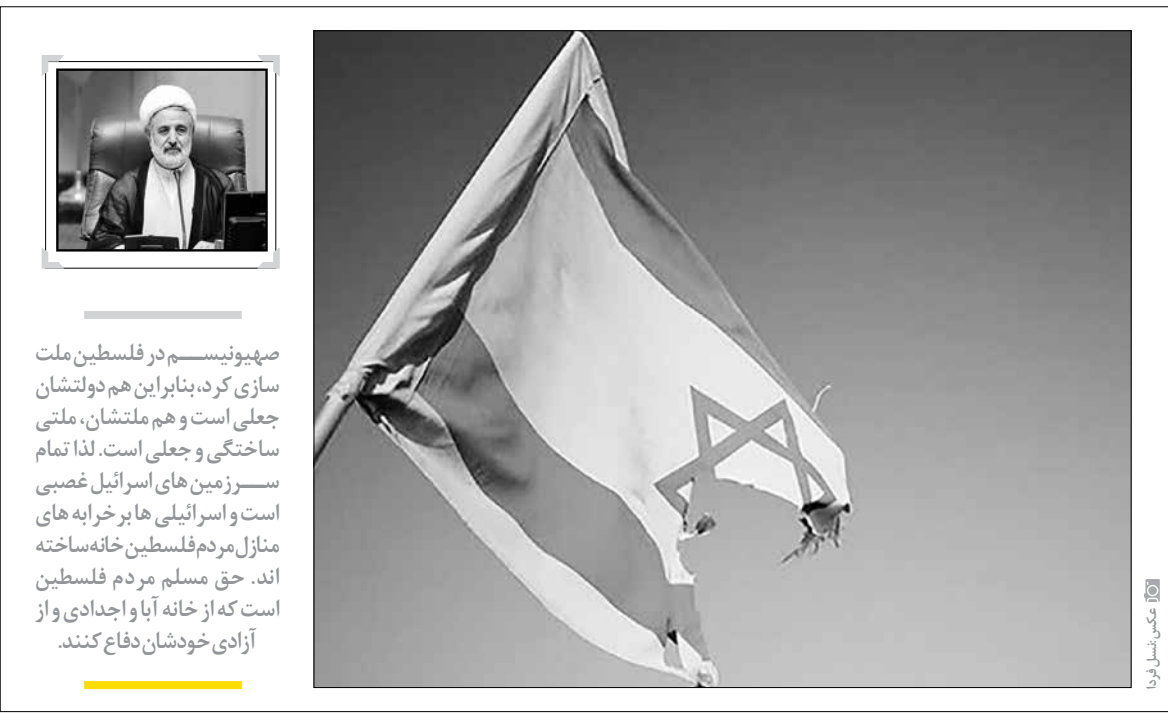 صهیونیســـم در فلسطین ملت
سازی کرد، بنابراین هم دولتشان
جعلی است و هم ملتشان، ملتی
ساختگی و جعلی است. لذا تمام
ســـرزمین های اسرائیل غصبی
است و اسرائیلی ها بر خرابه های
منازل مردم فلسطین خانه ساخته
اند. حق مسلم مردم فلسطین
است که از خانه آبا و اجدادی و از
آزادی خودشان دفاع کنند.
عکس: نسل فردا